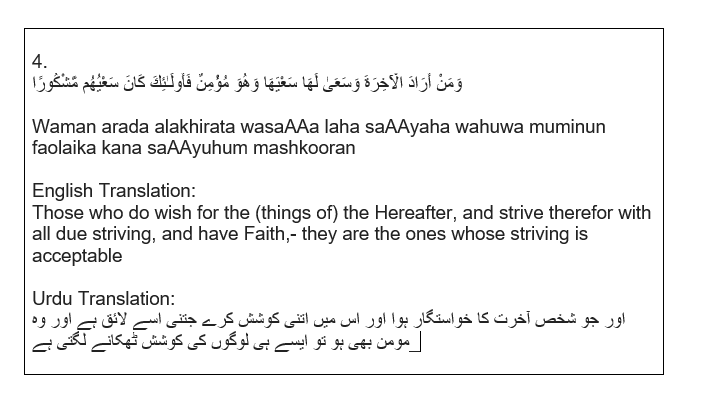 4.
وَمَنْ أَرَادَ الْآخِرَةَ وَسَعَىٰ لَهَا سَعْيَهَا وَهُوَ مُؤْمِنٌ فَأُولَـٰئِكَ كَانَ سَعْيُهُم مَّشْكُورًا
Waman arada alakhirata wasaAAa laha saAAyaha wahuwa muminun
faolaika kana saAAyuhum mashkooran
English Translation:
Those who do wish for the (things of) the Hereafter, and strive therefor with
all due striving, and have Faith,- they are the ones whose striving is
acceptable
Urdu Translation:
اور جو شخص آخرت کا خواستگار ہوا اور اس میں اتنی کوشش کرے جتنی اسے لائق ہے اور وہ
مومن بھی ہو تو ایسے ہی لوگوں کی کوشش ٹھکانے لگتی ہے_